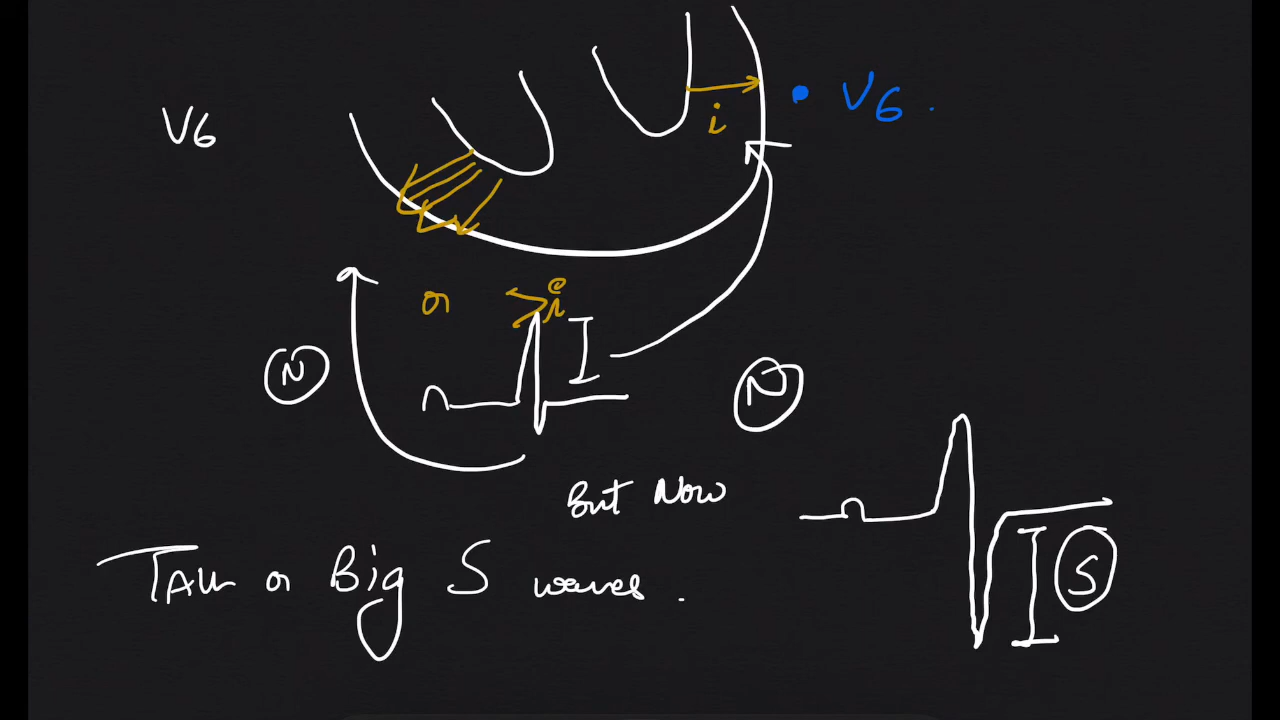 V6
i
• V6.
or >i
N
I
N
But Now
Tall or Big S waves.
I S